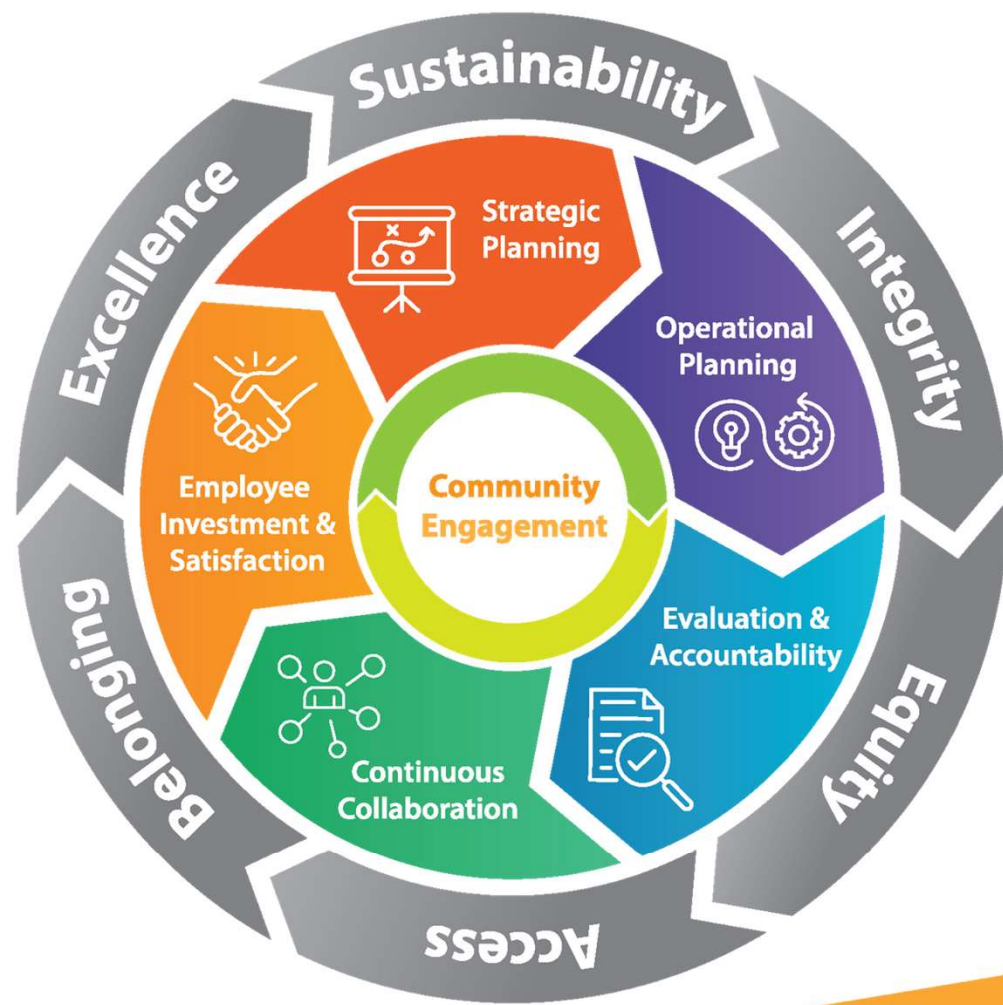 Sustainability
Integrity
Equity
Access
Belonging
Excellence
Strategic
Planning
Operational
Planning
Evaluation &
Accountability
Continuous
Collaboration
Employee
Investment &
Satisfaction
Community
Engagement